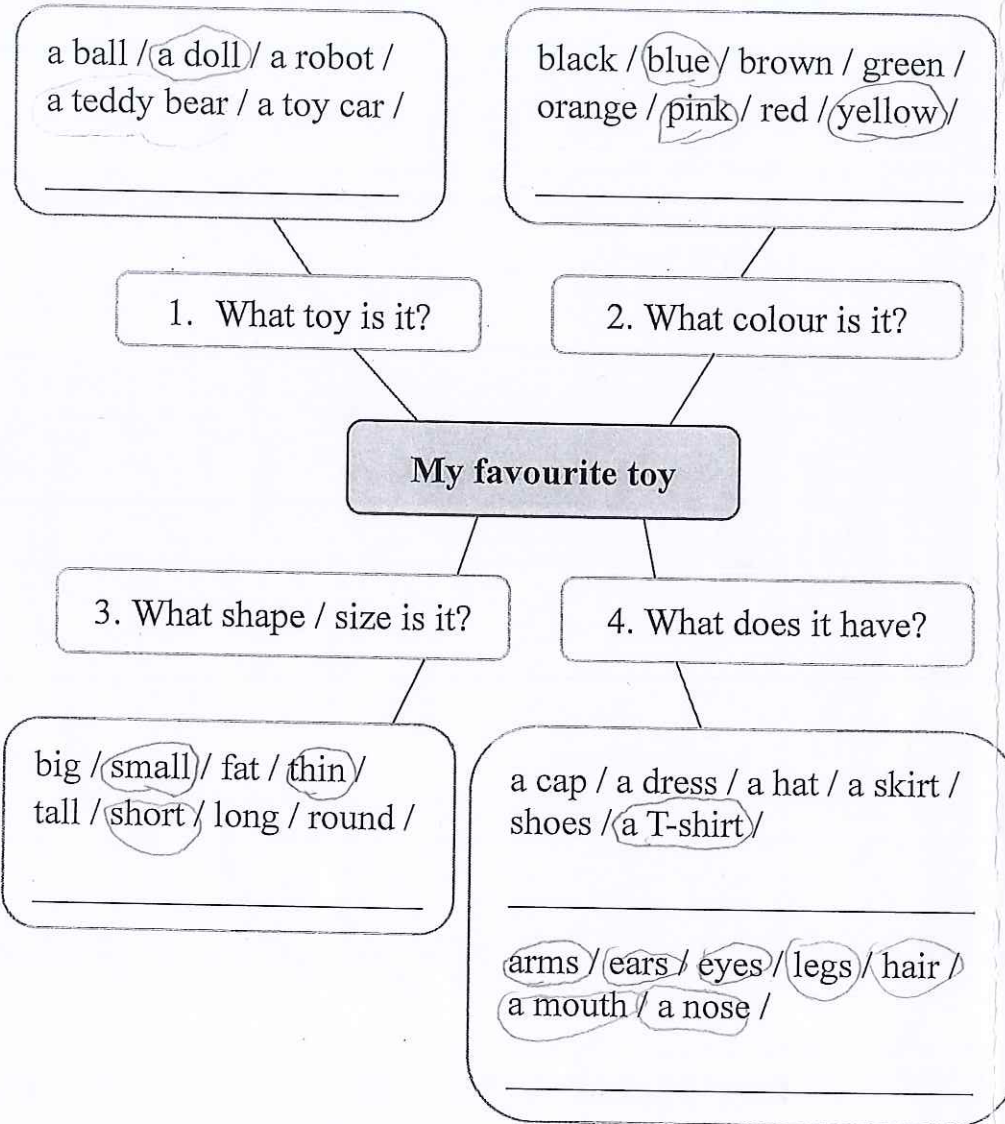 a ball / a doll / a robot /
a teddy bear / a toy car /
black / blue / brown / green /
orange / pink / red / yellow /
1. What toy is it?
2. What colour is it?
My favourite toy
3. What shape / size is it?
4. What does it have?
big / small / fat / thin /
tall / short / long / round /
a cap / a dress / a hat / a skirt /
shoes / a T-shirt /
arms / ears / eyes / legs / hair /
a mouth / a nose /